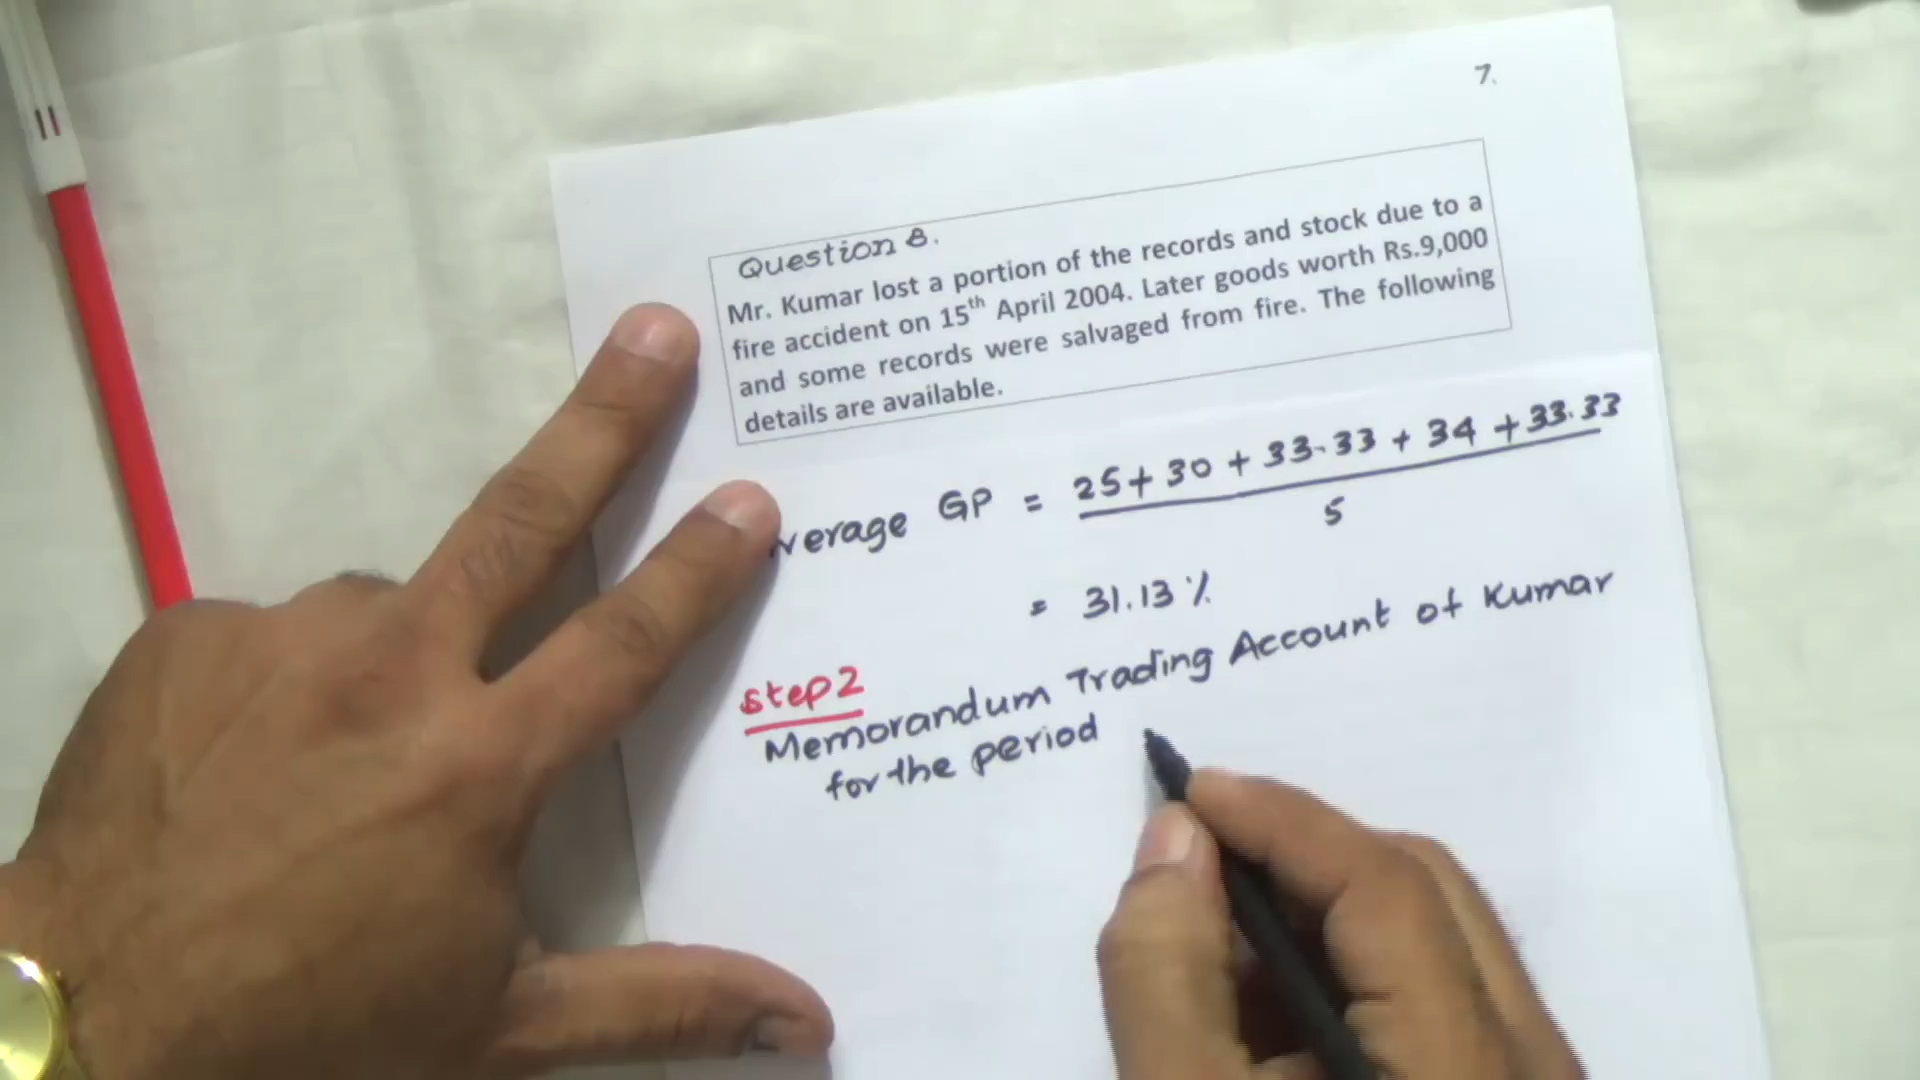 7.
Question 8.
Mr. Kumar lost a portion of the records and stock due to a
fire accident on 15th April 2004. Later goods worth Rs.9,000
and some records were salvaged from fire. The following
details are available.
verage GP = 25+ 30 + 33.33 + 34 + 33.33
5
= 31.13 %
Step2
Memorandum Trading Account of Kumar
for the period